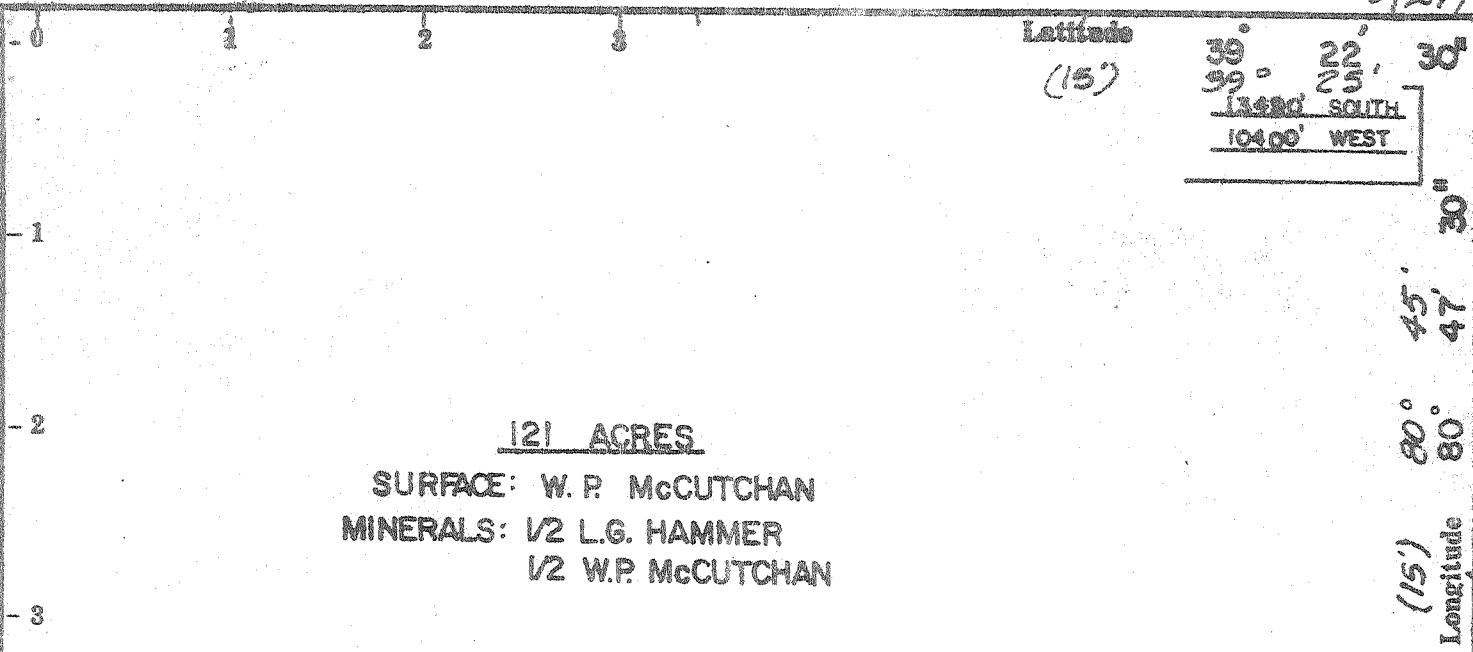 0 1 2 3
Latitude 39° 22' 30"
(15') 39° 25'
13480' SOUTH
10400' WEST
1
2
3
121 ACRES
SURFACE: W. P. McCUTCHAN
MINERALS: 1/2 L.G. HAMMER
1/2 W.P. McCUTCHAN
Longitude 80° 47' 30"
(15') 80° 45'